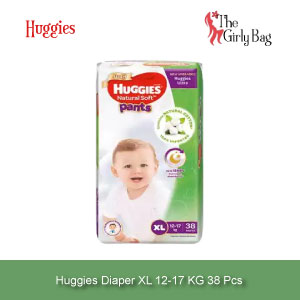 Huggies
The
Girly Bag
HUGGIES
Natural Soft
pants
XL
12-17
38
Huggies Diaper XL 12-17 KG 38 Pcs